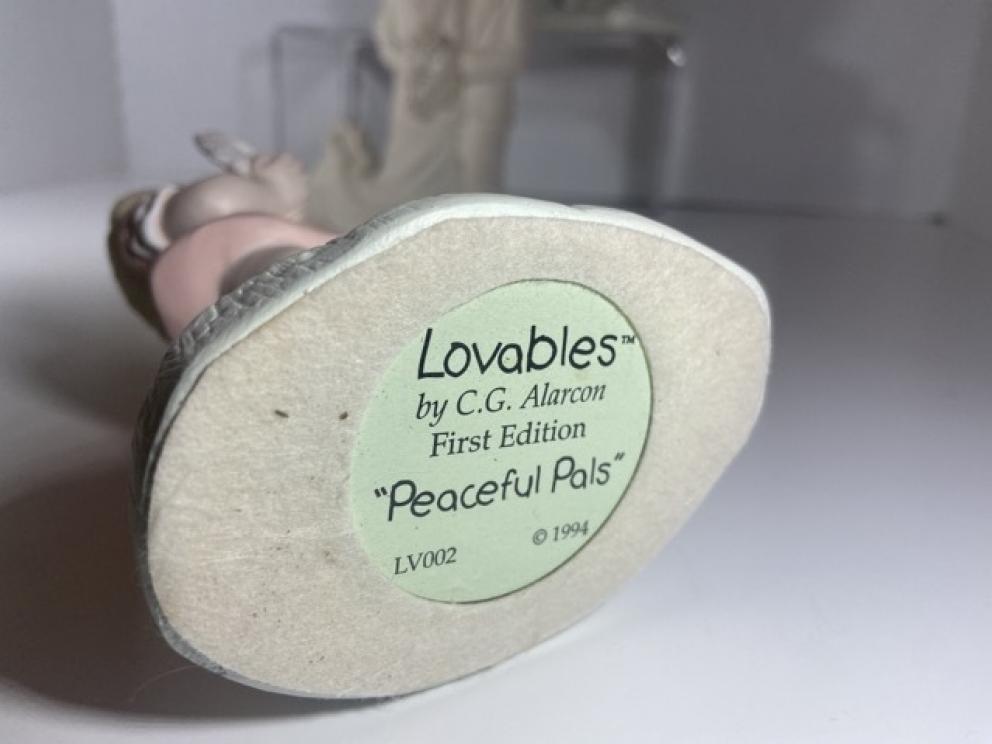 Lovables™
by C.G. Alarcon
First Edition
"Peaceful Pals"
LV002 © 1994